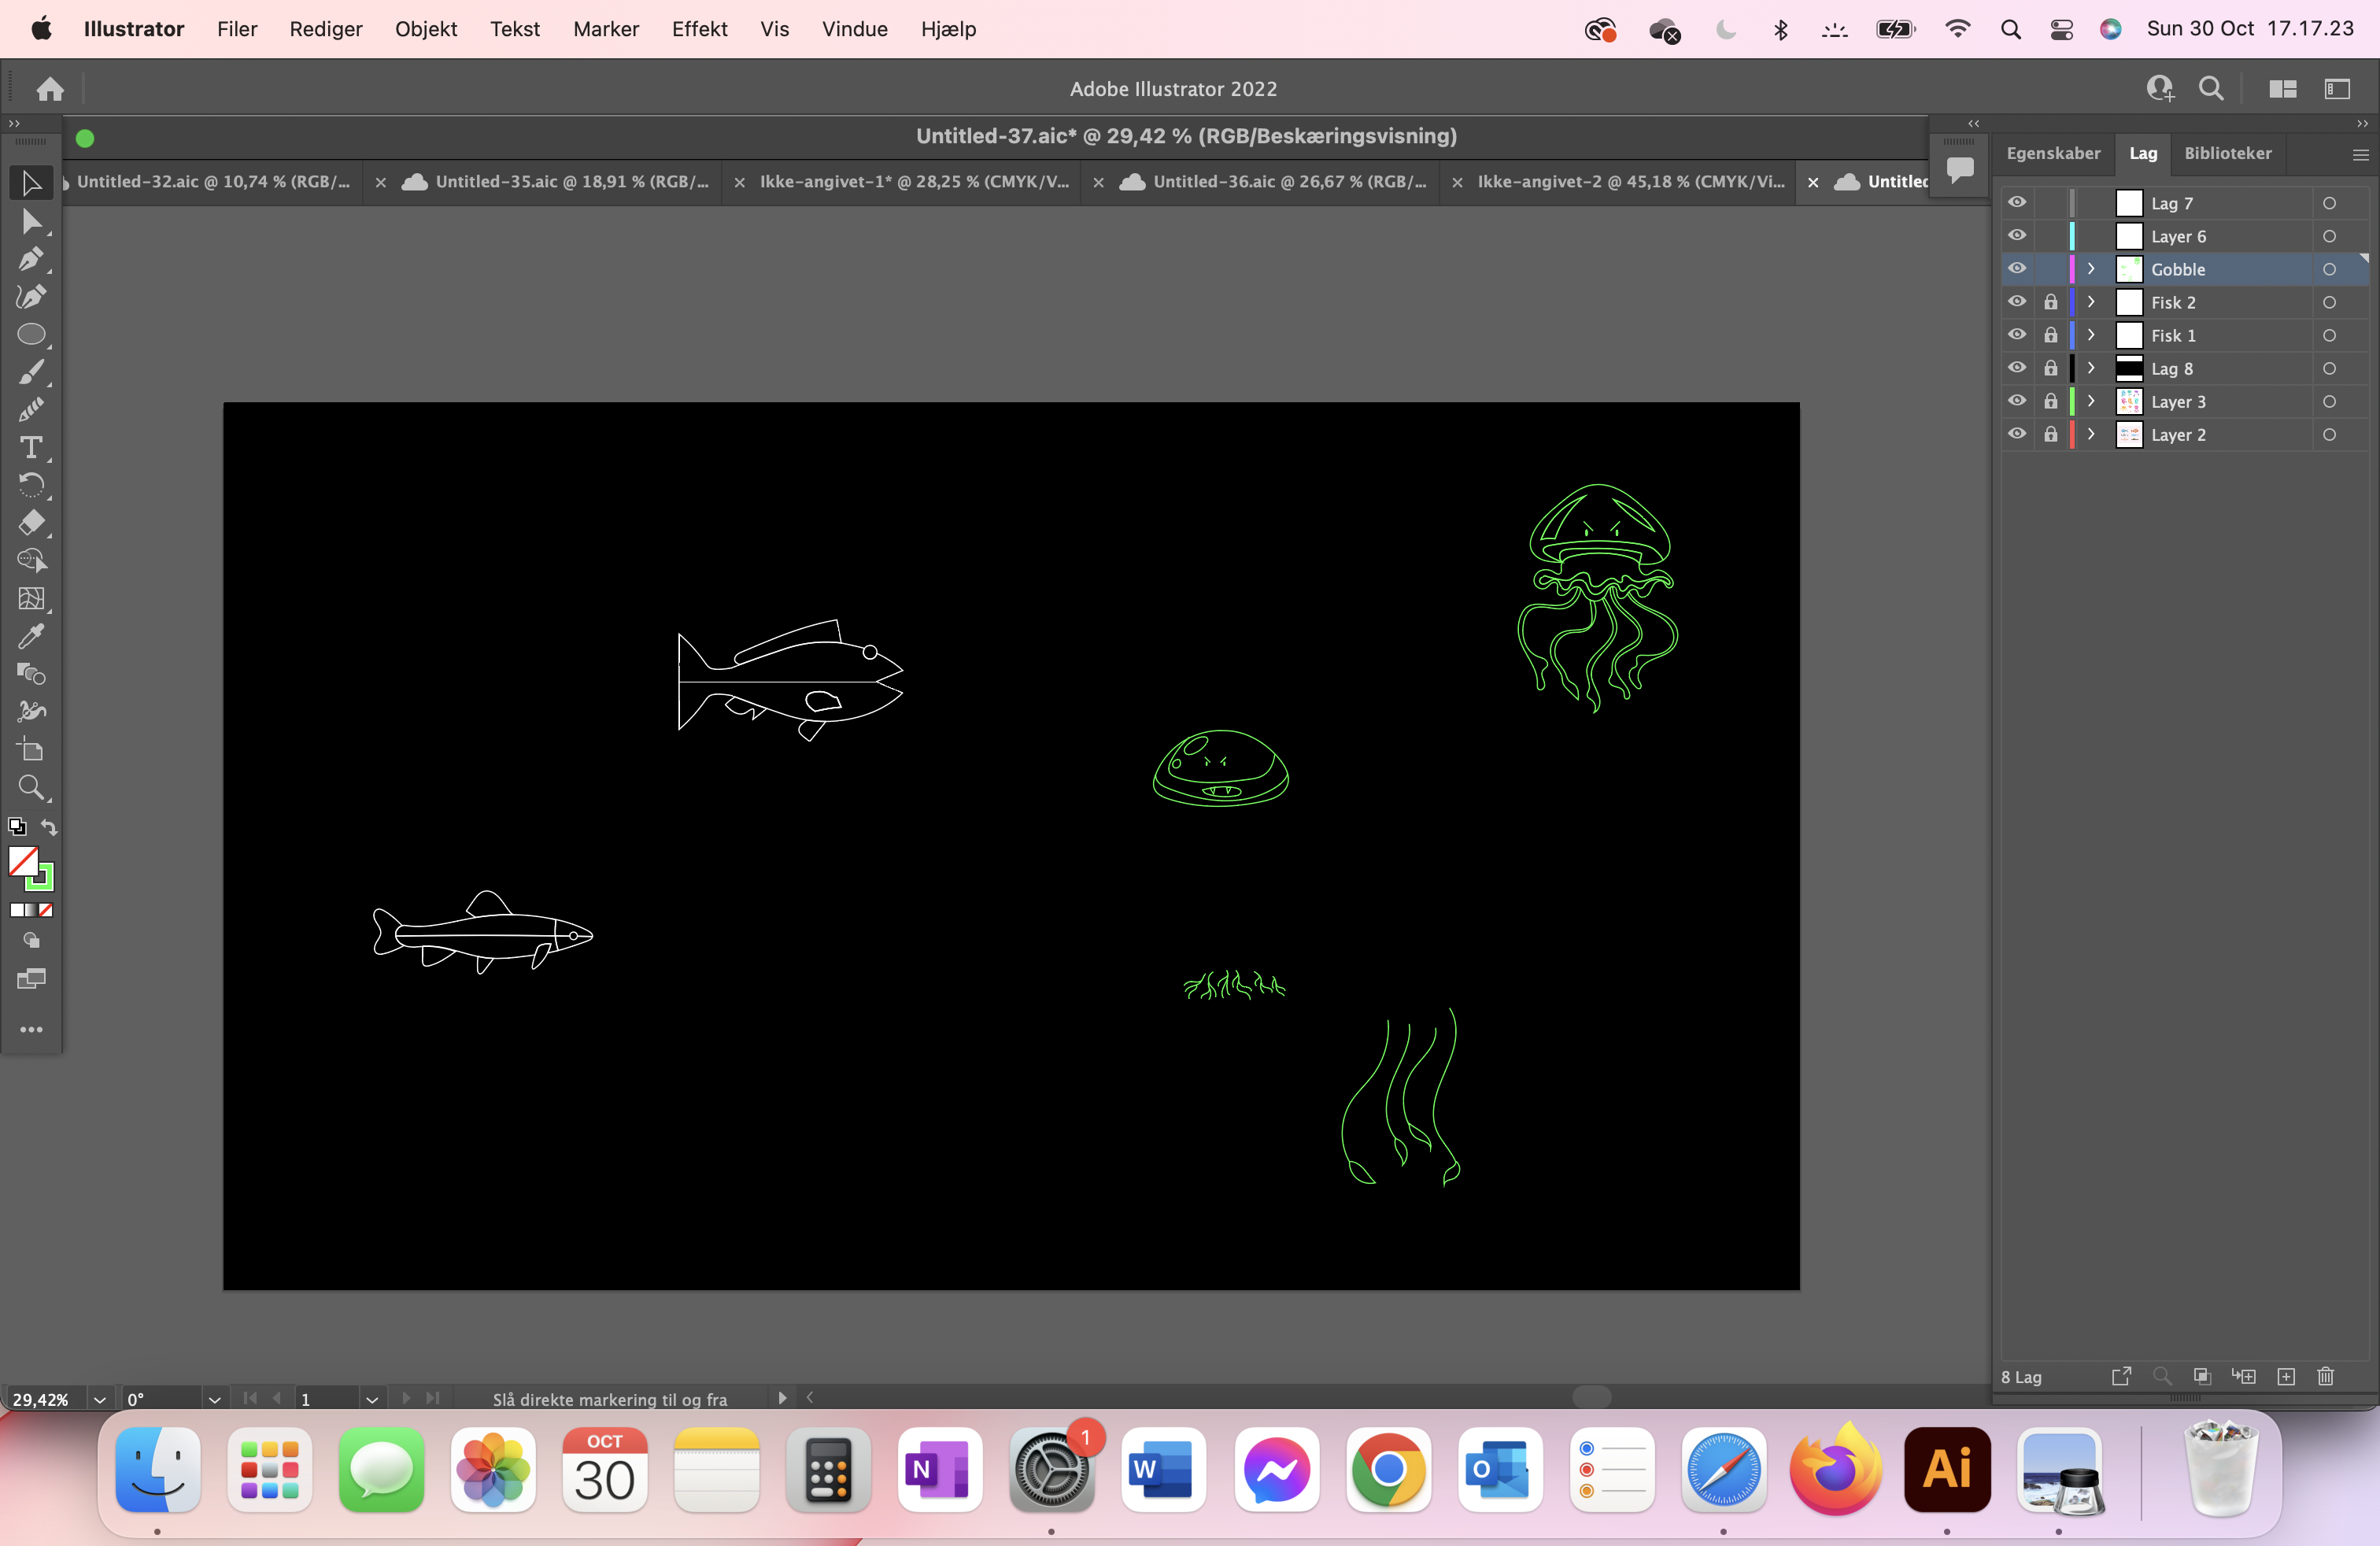 Illustrator Filer Rediger Objekt Tekst Marker Effekt Vis Vindue Hjælp Sun 30 Oct 17.17.23
Adobe Illustrator 2022
Untitled-37.aic* @ 29,42 % (RGB/Beskæringsvisning)
Untitled-32.aic @ 10,74 % (RGB/... Untitled-35.aic @ 18,91 % (RGB/... Ikke-angivet-1* @ 28,25 % (CMYK/V... Untitled-36.aic @ 26,67 % (RGB/... Ikke-angivet-2 @ 45,18 % (CMYK/Vi... Untitled
Egenskaber Lag Biblioteker
Lag 7
Layer 6
Gobble
Fisk 2
Fisk 1
Lag 8
Layer 3
Layer 2
8 Lag
29,42% 0° 1 Slå direkte markering til og fra
OCT
30
N
1
W
O
Ai